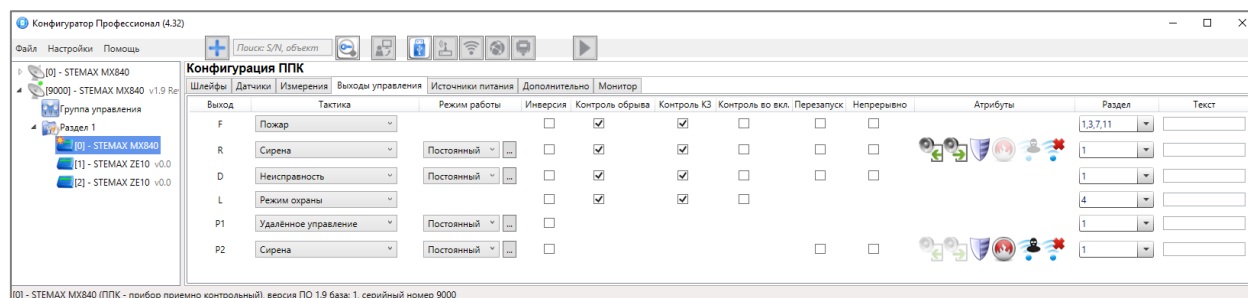 Конфигуратор Профессионал (4.32)
Файл Настройки Помощь Поиск: S/N, объект
[0] - STEMAX MX840
[9000] - STEMAX MX840 v1.9 Re
Группа управления
Раздел 1
[0] - STEMAX MX840
[1] - STEMAX ZE10 v0.0
[2] - STEMAX ZE10 v0.0
Конфигурация ППК
Шлейфы Датчики Измерения Выходы управления Источники питания Дополнительно Монитор
Выход Тактика Режим работы Инверсия Контроль обрыва Контроль КЗ Контроль во вкл. Перезапуск Непрерывно Атрибуты Раздел Текст
F Пожар 1,3,7,11
R Сирена Постоянный ... 1
D Неисправность Постоянный ... 1
L Режим охраны 4
P1 Удалённое управление Постоянный ... 1
P2 Сирена Постоянный ... 1
[0] - STEMAX MX840 (ППК - прибор приемно контрольный), версия ПО 1.9 база: 1, серийный номер 9000